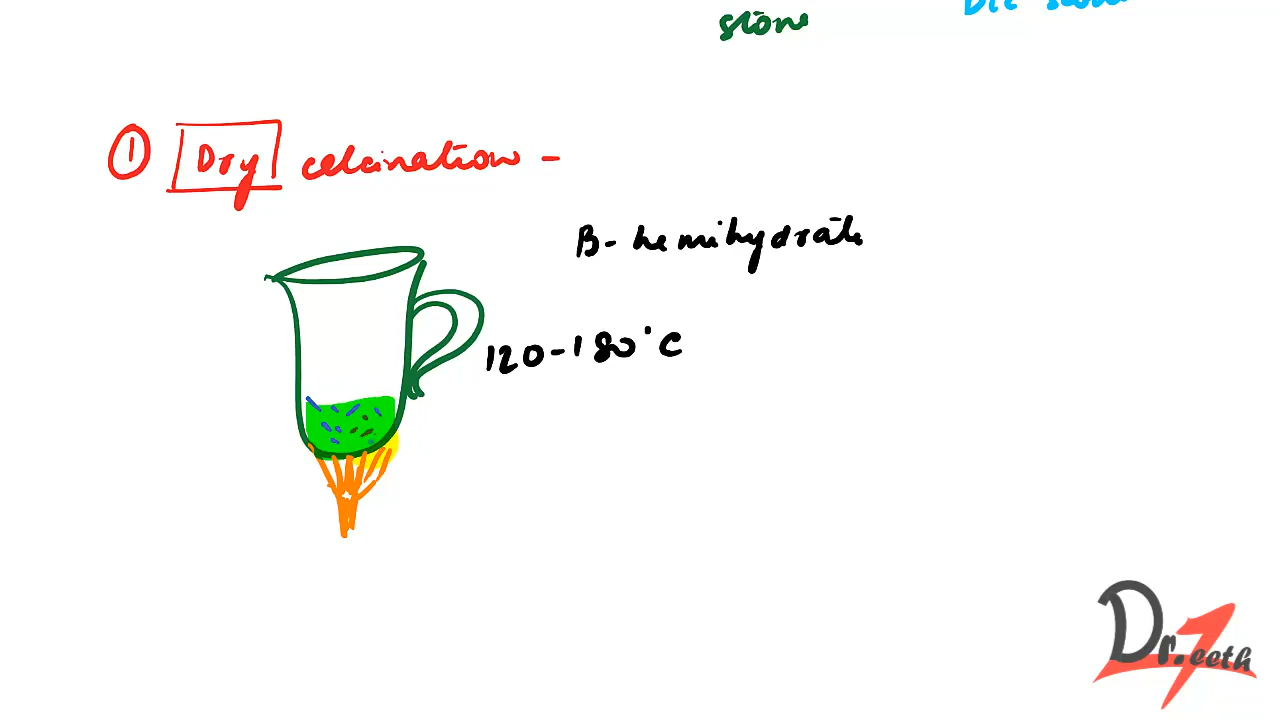 stone
① Dry calcination -
β- hemihydrate
120-180°C
Dr. Teeth